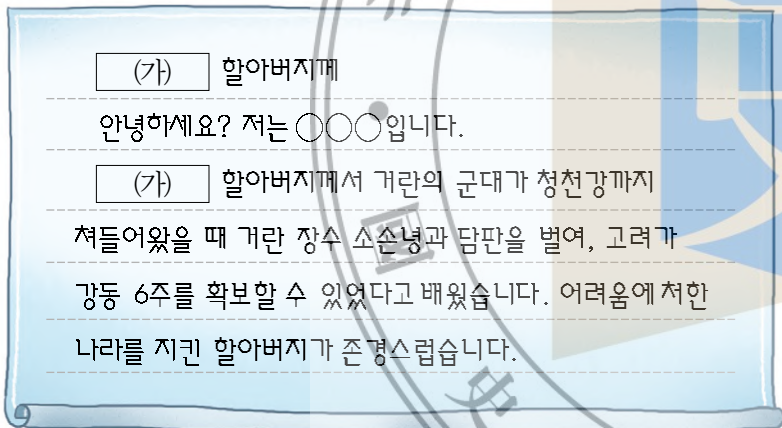 (가) 할아버지께
안녕하세요? 저는 ○○○입니다.
(가) 할아버지께서 거란의 군대가 청천강까지
쳐들어왔을 때 거란 장수 소손녕과 담판을 벌여, 고려가
강동 6주를 확보할 수 있었다고 배웠습니다. 어려움에 처한
나라를 지킨 할아버지가 존경스럽습니다.
國
史